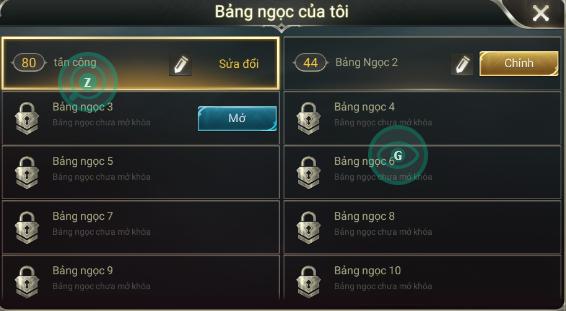 Bảng ngọc của tôi
80 tấn công Sửa đổi
44 Bảng Ngọc 2 Chính
Z
Bảng ngọc 3
Bảng ngọc chưa mở khóa
Mở
Bảng ngọc 4
Bảng ngọc chưa mở khóa
Bảng ngọc 5
Bảng ngọc chưa mở khóa
Bảng ngọc 6
Bảng ngọc chưa mở khóa
G
Bảng ngọc 7
Bảng ngọc chưa mở khóa
Bảng ngọc 8
Bảng ngọc chưa mở khóa
Bảng ngọc 9
Bảng ngọc chưa mở khóa
Bảng ngọc 10
Bảng ngọc chưa mở khóa